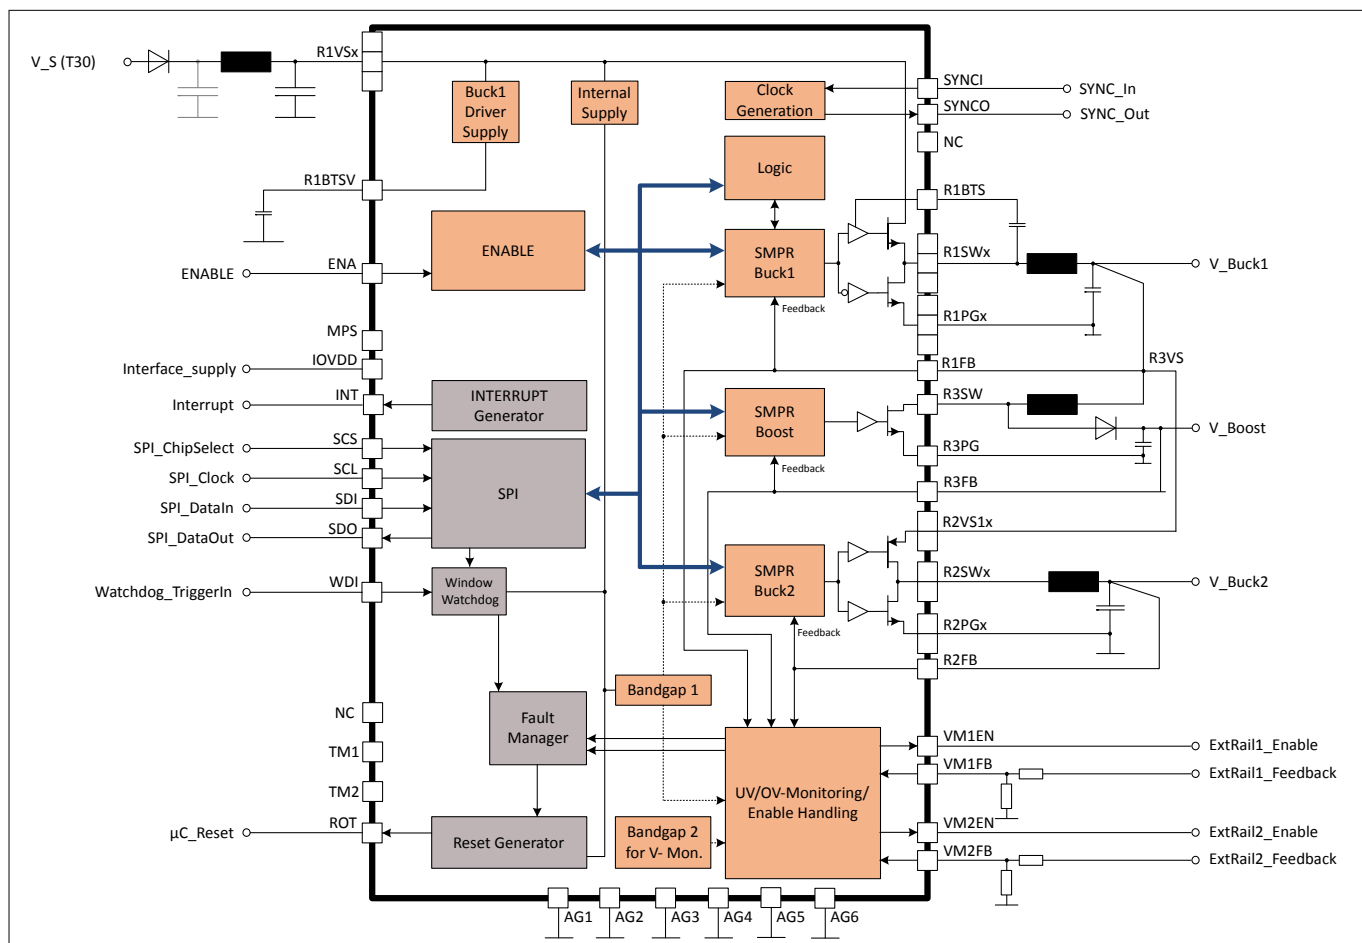 V_S (T30)
R1VSx
Buck1
Driver
Supply
Internal
Supply
Clock
Generation
SYNCI
SYNC_In
SYNCO
SYNC_Out
NC
Logic
R1BTSV
R1BTS
ENABLE
SMPR
Buck1
R1SWx
V_Buck1
ENABLE
ENA
Feedback
R1PGx
MPS
IOVDD
Interface_supply
R1FB
R3VS
INT
Interrupt
INTERRUPT
Generator
SMPR
Boost
R3SW
V_Boost
SCS
SPI_ChipSelect
R3PG
Feedback
SCL
SPI_Clock
SPI
R3FB
SDI
SPI_DataIn
SDO
SPI_DataOut
R2VS1x
WDI
Watchdog_TriggerIn
Window
Watchdog
SMPR
Buck2
R2SWx
V_Buck2
R2PGx
Feedback
R2FB
Bandgap 1
NC
Fault
Manager
TM1
VM1EN
ExtRail1_Enable
VM1FB
ExtRail1_Feedback
TM2
UV/OV-Monitoring/
Enable Handling
ROT
µC_Reset
Reset Generator
Bandgap 2
for V- Mon.
VM2EN
ExtRail2_Enable
VM2FB
ExtRail2_Feedback
AG1
AG2
AG3
AG4
AG5
AG6